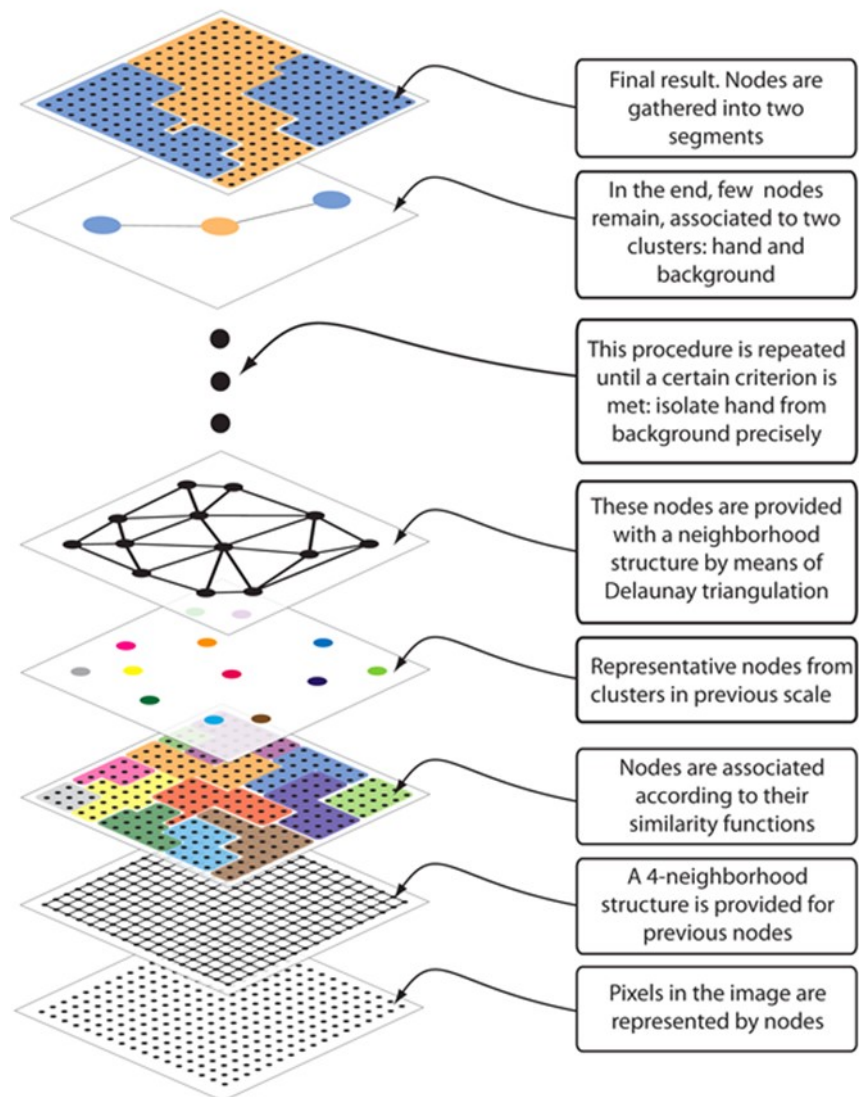 Final result. Nodes are
gathered into two
segments
In the end, few nodes
remain, associated to two
clusters: hand and
background
This procedure is repeated
until a certain criterion is
met: isolate hand from
background precisely
These nodes are provided
with a neighborhood
structure by means of
Delaunay triangulation
Representative nodes from
clusters in previous scale
Nodes are associated
according to their
similarity functions
A 4-neighborhood
structure is provided for
previous nodes
Pixels in the image are
represented by nodes